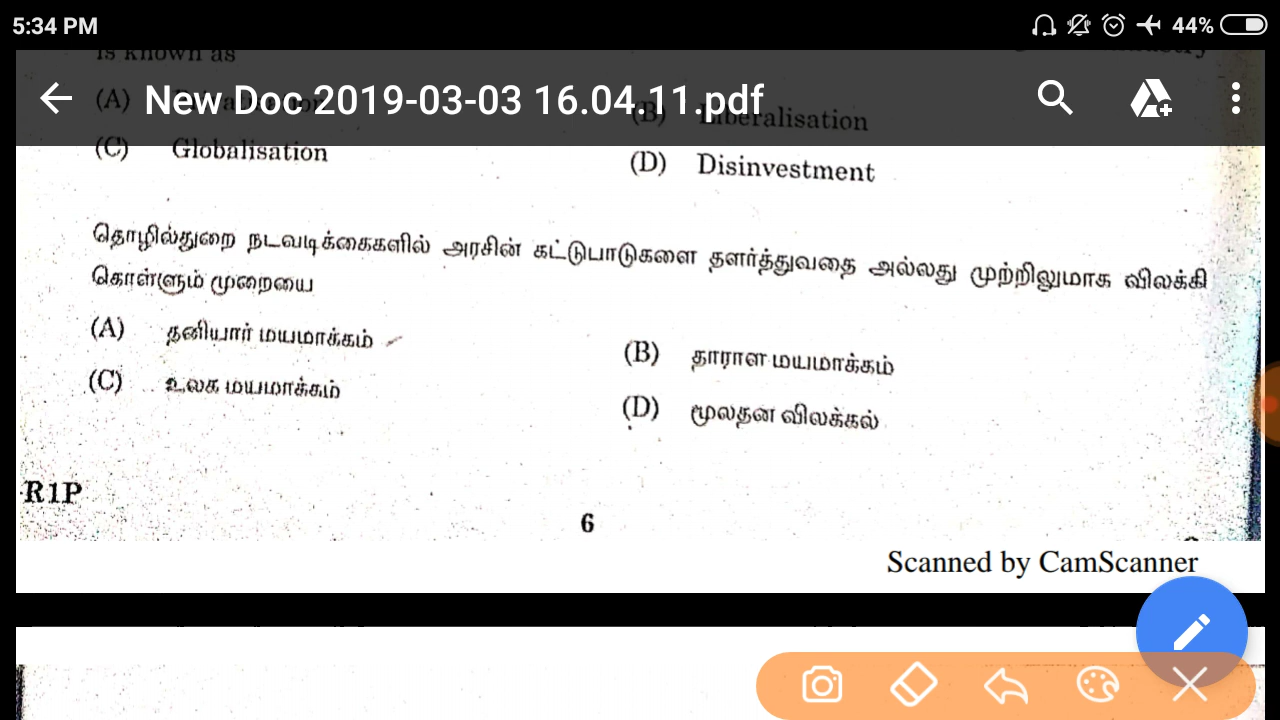 5:34 PM 44%
is known as
(A) New Doc 2019-03-03 16.04.11.pdf
(B) Liberalisation
(C) Globalisation
(D) Disinvestment
தொழில்துறை நடவடிக்கைகளில் அரசின் கட்டுபாடுகளை தளர்த்துவதை அல்லது முற்றிலுமாக விலக்கி
கொள்ளும் முறையை
(A) தனியார் மயமாக்கம்
(B) தாராள மயமாக்கம்
(C) உலக மயமாக்கம்
(D) மூலதன விலக்கல்
R1P
6
Scanned by CamScanner